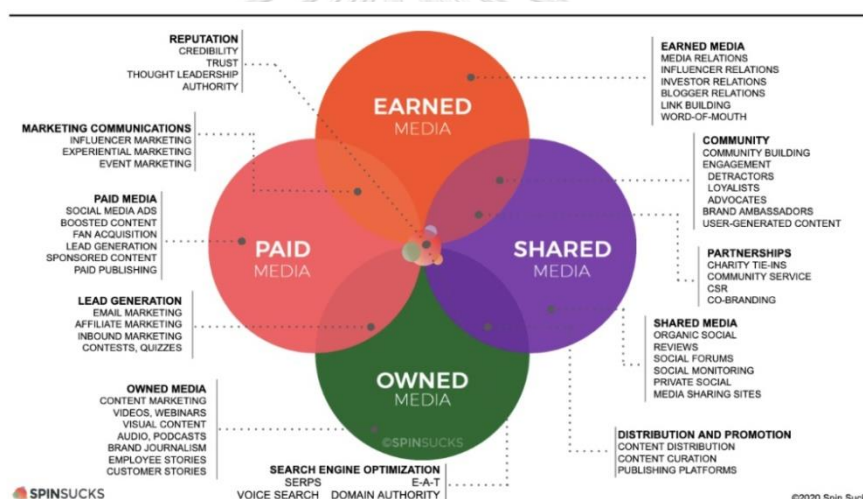 REPUTATION
CREDIBILITY
TRUST
THOUGHT LEADERSHIP
AUTHORITY
MARKETING COMMUNICATIONS
INFLUENCER MARKETING
EXPERIENTIAL MARKETING
EVENT MARKETING
PAID MEDIA
SOCIAL MEDIA ADS
BOOSTED CONTENT
FAN ACQUISITION
LEAD GENERATION
SPONSORED CONTENT
PAID PUBLISHING
LEAD GENERATION
EMAIL MARKETING
AFFILIATE MARKETING
INBOUND MARKETING
CONTESTS, QUIZZES
OWNED MEDIA
CONTENT MARKETING
VIDEOS, WEBINARS
VISUAL CONTENT
AUDIO, PODCASTS
BRAND JOURNALISM
EMPLOYEE STORIES
CUSTOMER STORIES
EARNED
MEDIA
PAID
MEDIA
SHARED
MEDIA
OWNED
MEDIA
©SPINSUCKS
EARNED MEDIA
MEDIA RELATIONS
INFLUENCER RELATIONS
INVESTOR RELATIONS
BLOGGER RELATIONS
LINK BUILDING
WORD-OF-MOUTH
COMMUNITY
COMMUNITY BUILDING
ENGAGEMENT
DETRACTORS
LOYALISTS
ADVOCATES
BRAND AMBASSADORS
USER-GENERATED CONTENT
PARTNERSHIPS
CHARITY TIE-INS
COMMUNITY SERVICE
CSR
CO-BRANDING
SHARED MEDIA
ORGANIC SOCIAL
REVIEWS
SOCIAL FORUMS
SOCIAL MONITORING
PRIVATE SOCIAL
MEDIA SHARING SITES
DISTRIBUTION AND PROMOTION
CONTENT DISTRIBUTION
CONTENT CURATION
PUBLISHING PLATFORMS
SEARCH ENGINE OPTIMIZATION
SERPS E-A-T
VOICE SEARCH DOMAIN AUTHORITY
SPINSUCKS
©2020 Spin Suck